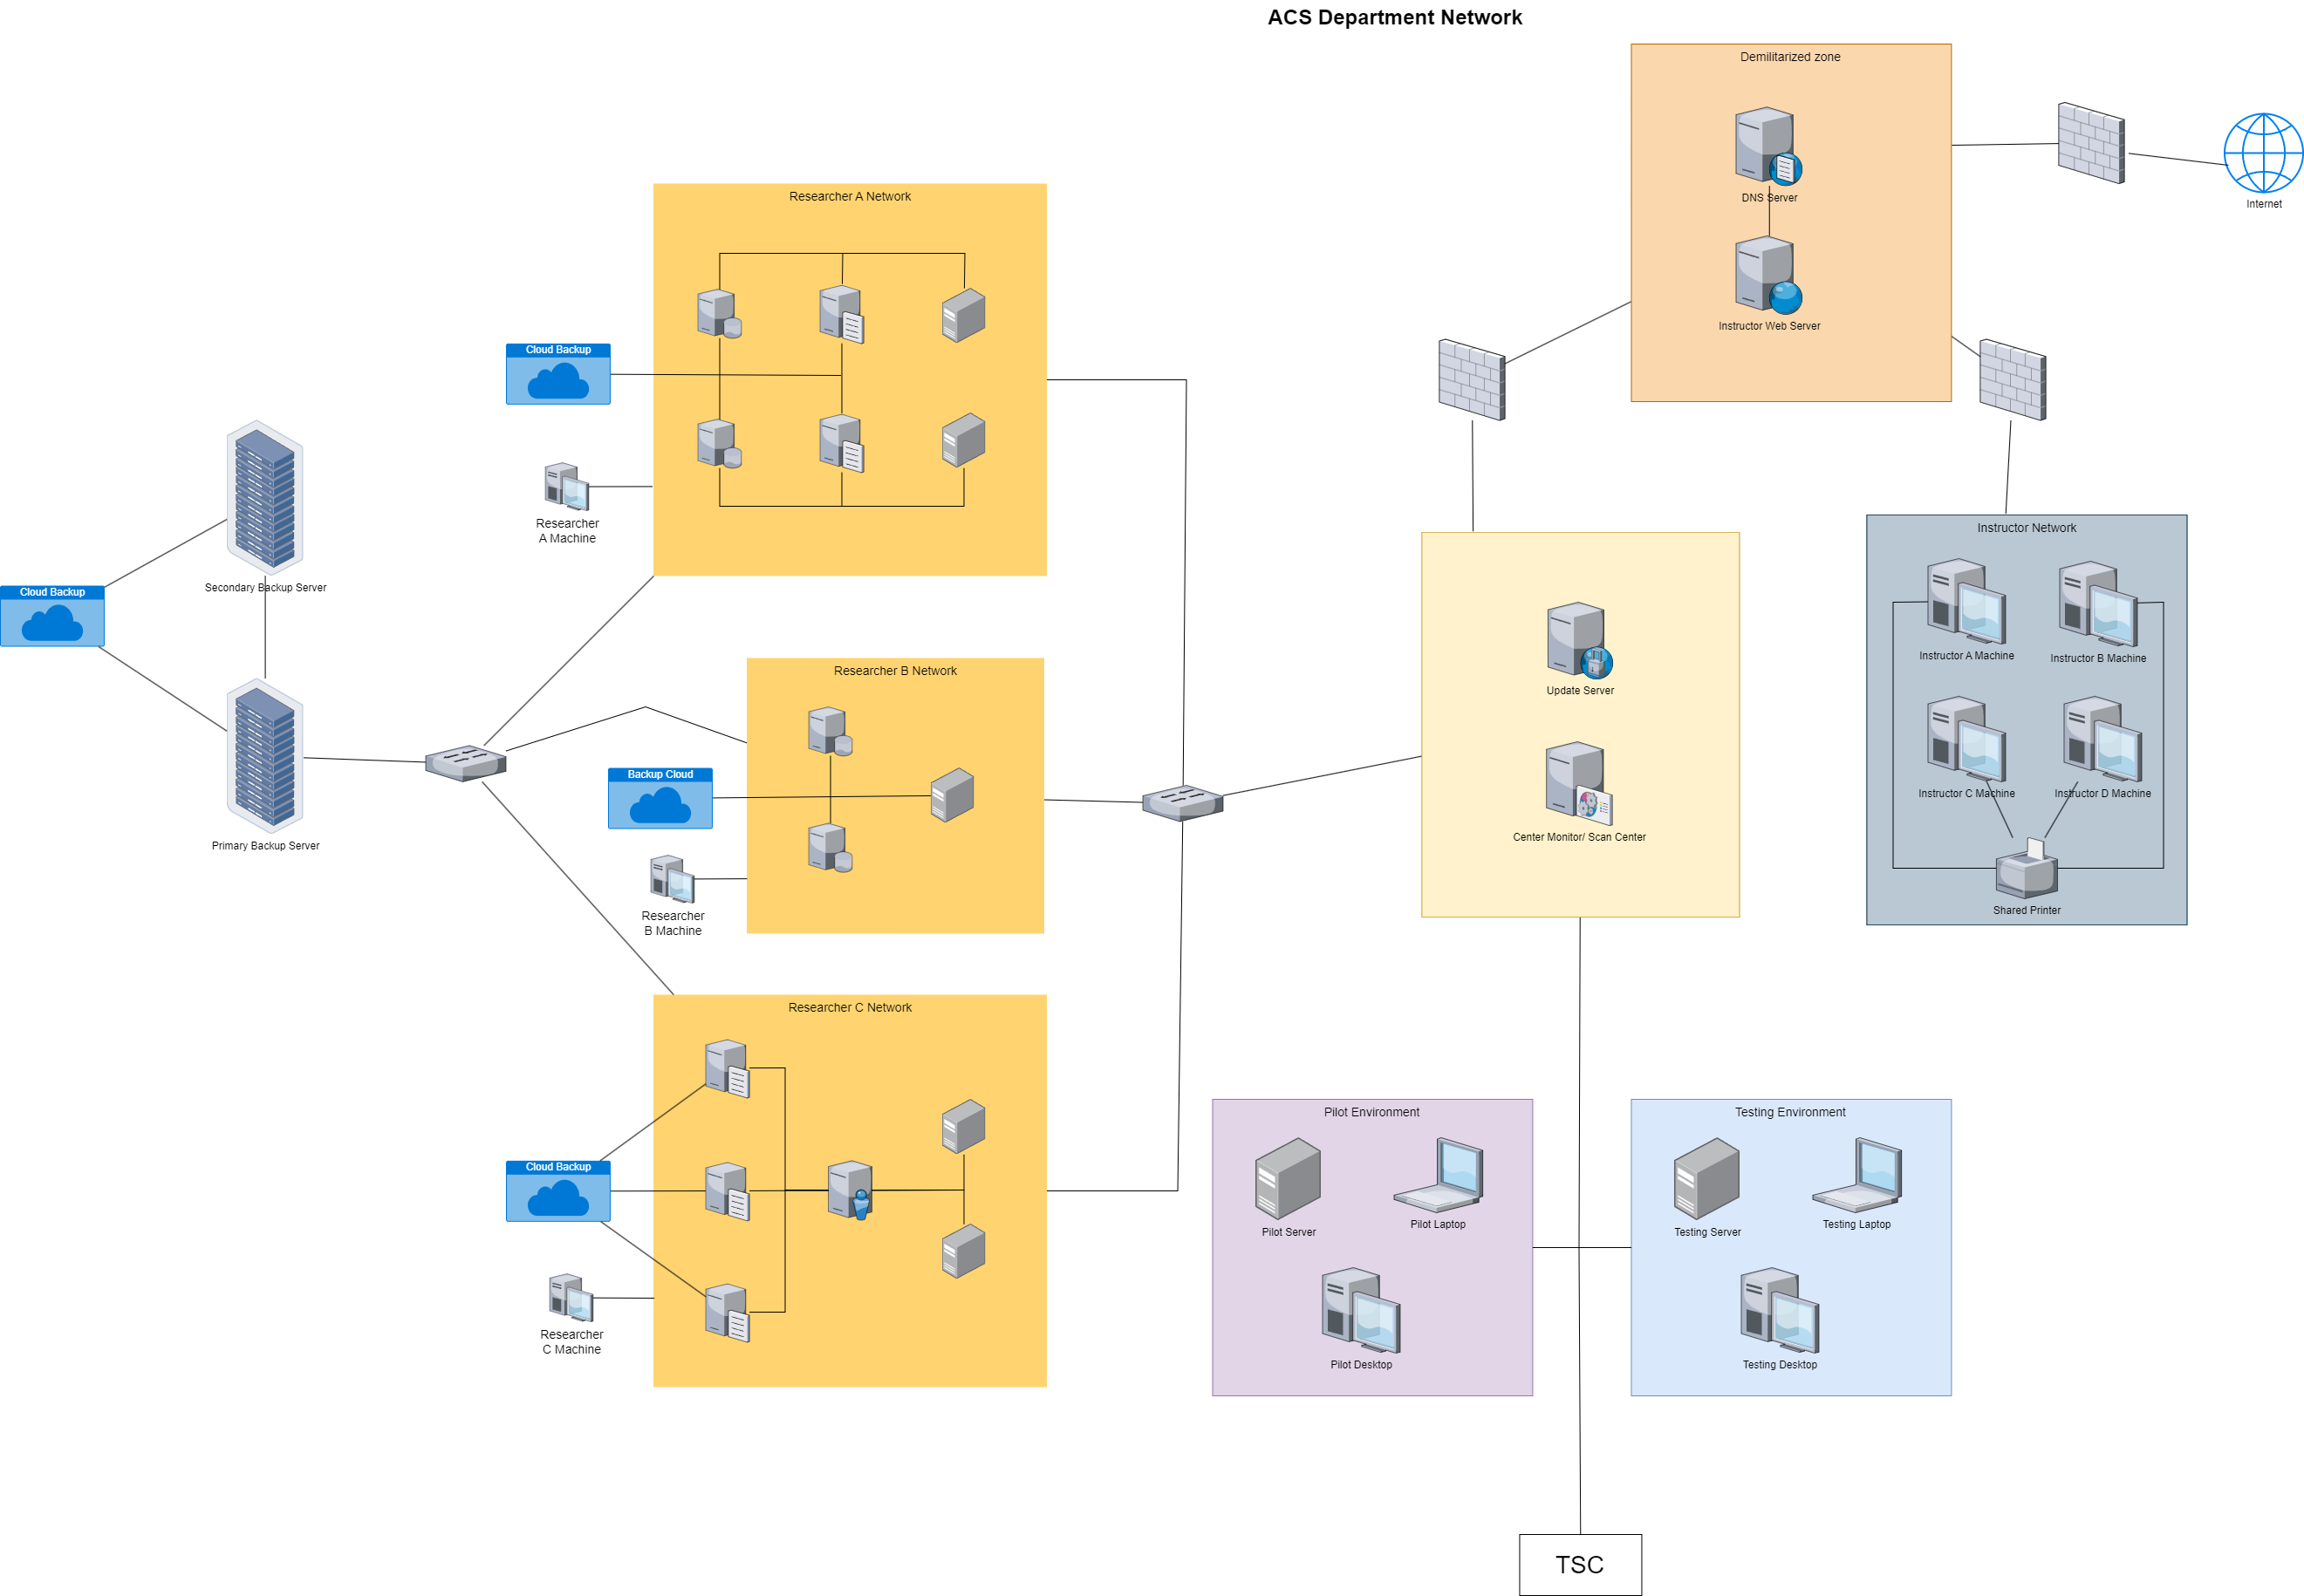 ACS Department Network
Demilitarized zone
DNS Server
Instructor Web Server
Internet
Researcher A Network
Cloud Backup
Researcher
A Machine
Secondary Backup Server
Cloud Backup
Primary Backup Server
Researcher B Network
Backup Cloud
Researcher
B Machine
Researcher C Network
Cloud Backup
Researcher
C Machine
Update Server
Center Monitor/ Scan Center
Instructor Network
Instructor A Machine
Instructor B Machine
Instructor C Machine
Instructor D Machine
Shared Printer
Pilot Environment
Pilot Server
Pilot Laptop
Pilot Desktop
Testing Environment
Testing Server
Testing Laptop
Testing Desktop
TSC